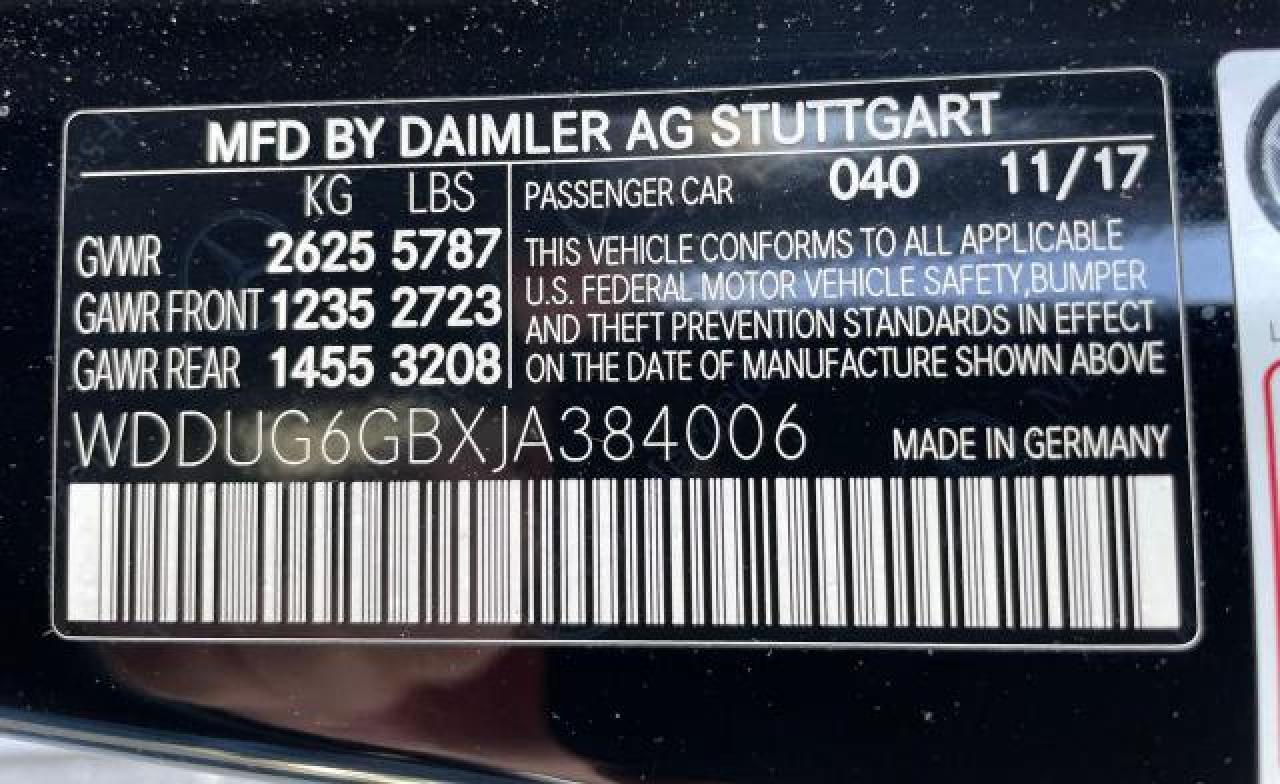 MFD BY DAIMLER AG STUTTGART
KG LBS
GVWR 2625 5787
GAWR FRONT 1235 2723
GAWR REAR 1455 3208
PASSENGER CAR 040 11/17
THIS VEHICLE CONFORMS TO ALL APPLICABLE
U.S. FEDERAL MOTOR VEHICLE SAFETY,BUMPER
AND THEFT PREVENTION STANDARDS IN EFFECT
ON THE DATE OF MANUFACTURE SHOWN ABOVE
WDDUG6GBXJA384006 MADE IN GERMANY